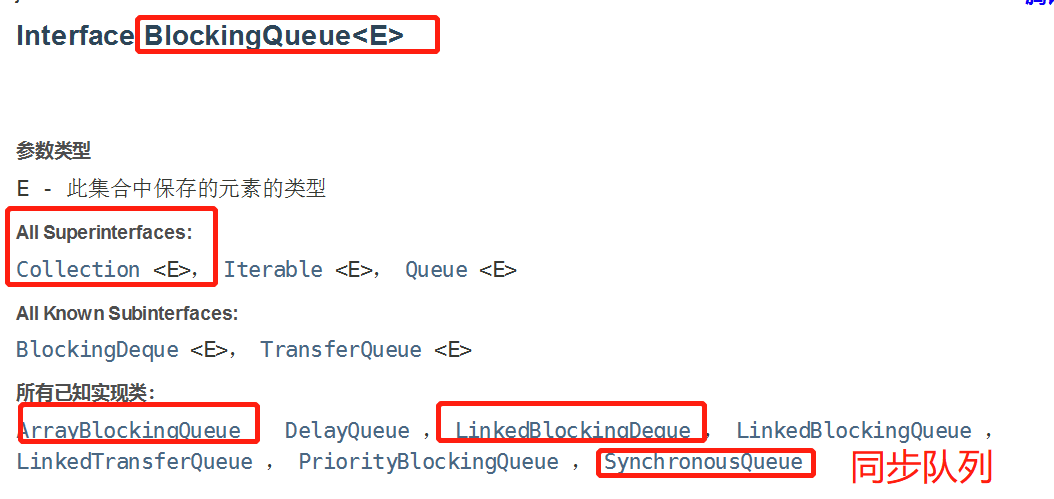 Interface BlockingQueue<E>
参数类型
E - 此集合中保存的元素的类型
All Superinterfaces:
Collection <E>， Iterable <E>， Queue <E>
All Known Subinterfaces:
BlockingDeque <E>， TransferQueue <E>
所有已知实现类：
ArrayBlockingQueue DelayQueue ， LinkedBlockingDeque ， LinkedBlockingQueue ，
LinkedTransferQueue ， PriorityBlockingQueue ， SynchronousQueue 同步队列